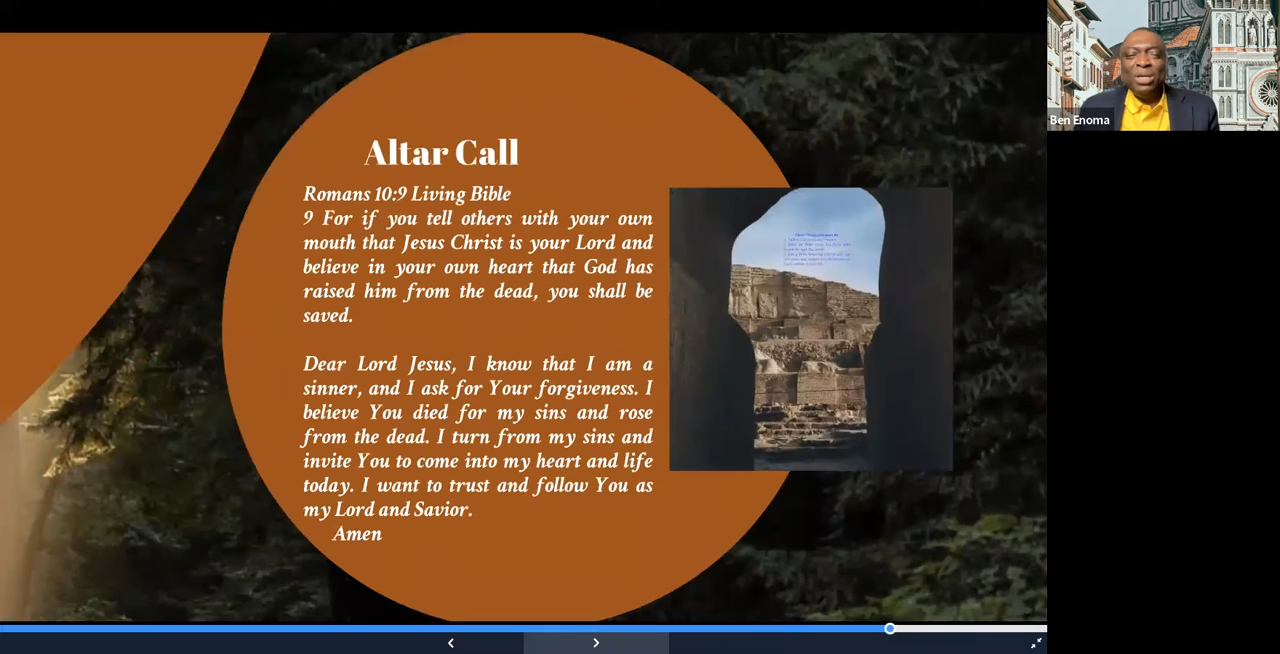 Altar Call
Romans 10:9 Living Bible
9 For if you tell others with your own
mouth that Jesus Christ is your Lord and
believe in your own heart that God has
raised him from the dead, you shall be
saved.
Dear Lord Jesus, I know that I am a
sinner, and I ask for Your forgiveness. I
believe You died for my sins and rose
from the dead. I turn from my sins and
invite You to come into my heart and life
today. I want to trust and follow You as
my Lord and Savior.
Amen
Ben Enoma